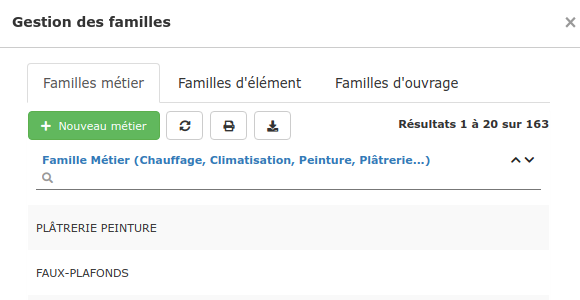 Gestion des familles
Familles métier Familles d'élément Familles d'ouvrage
Nouveau métier Résultats 1 à 20 sur 163
Famille Métier (Chauffage, Climatisation, Peinture, Plâtrerie...)
PLÂTRERIE PEINTURE
FAUX-PLAFONDS